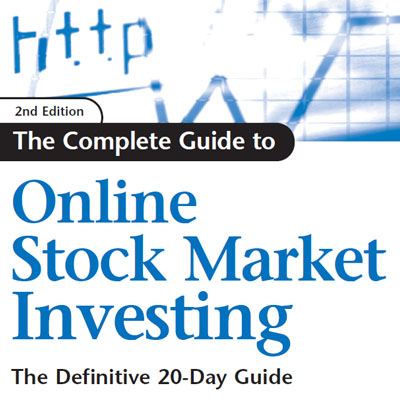 http
2nd Edition
The Complete Guide to
Online
Stock Market
Investing
The Definitive 20-Day Guide